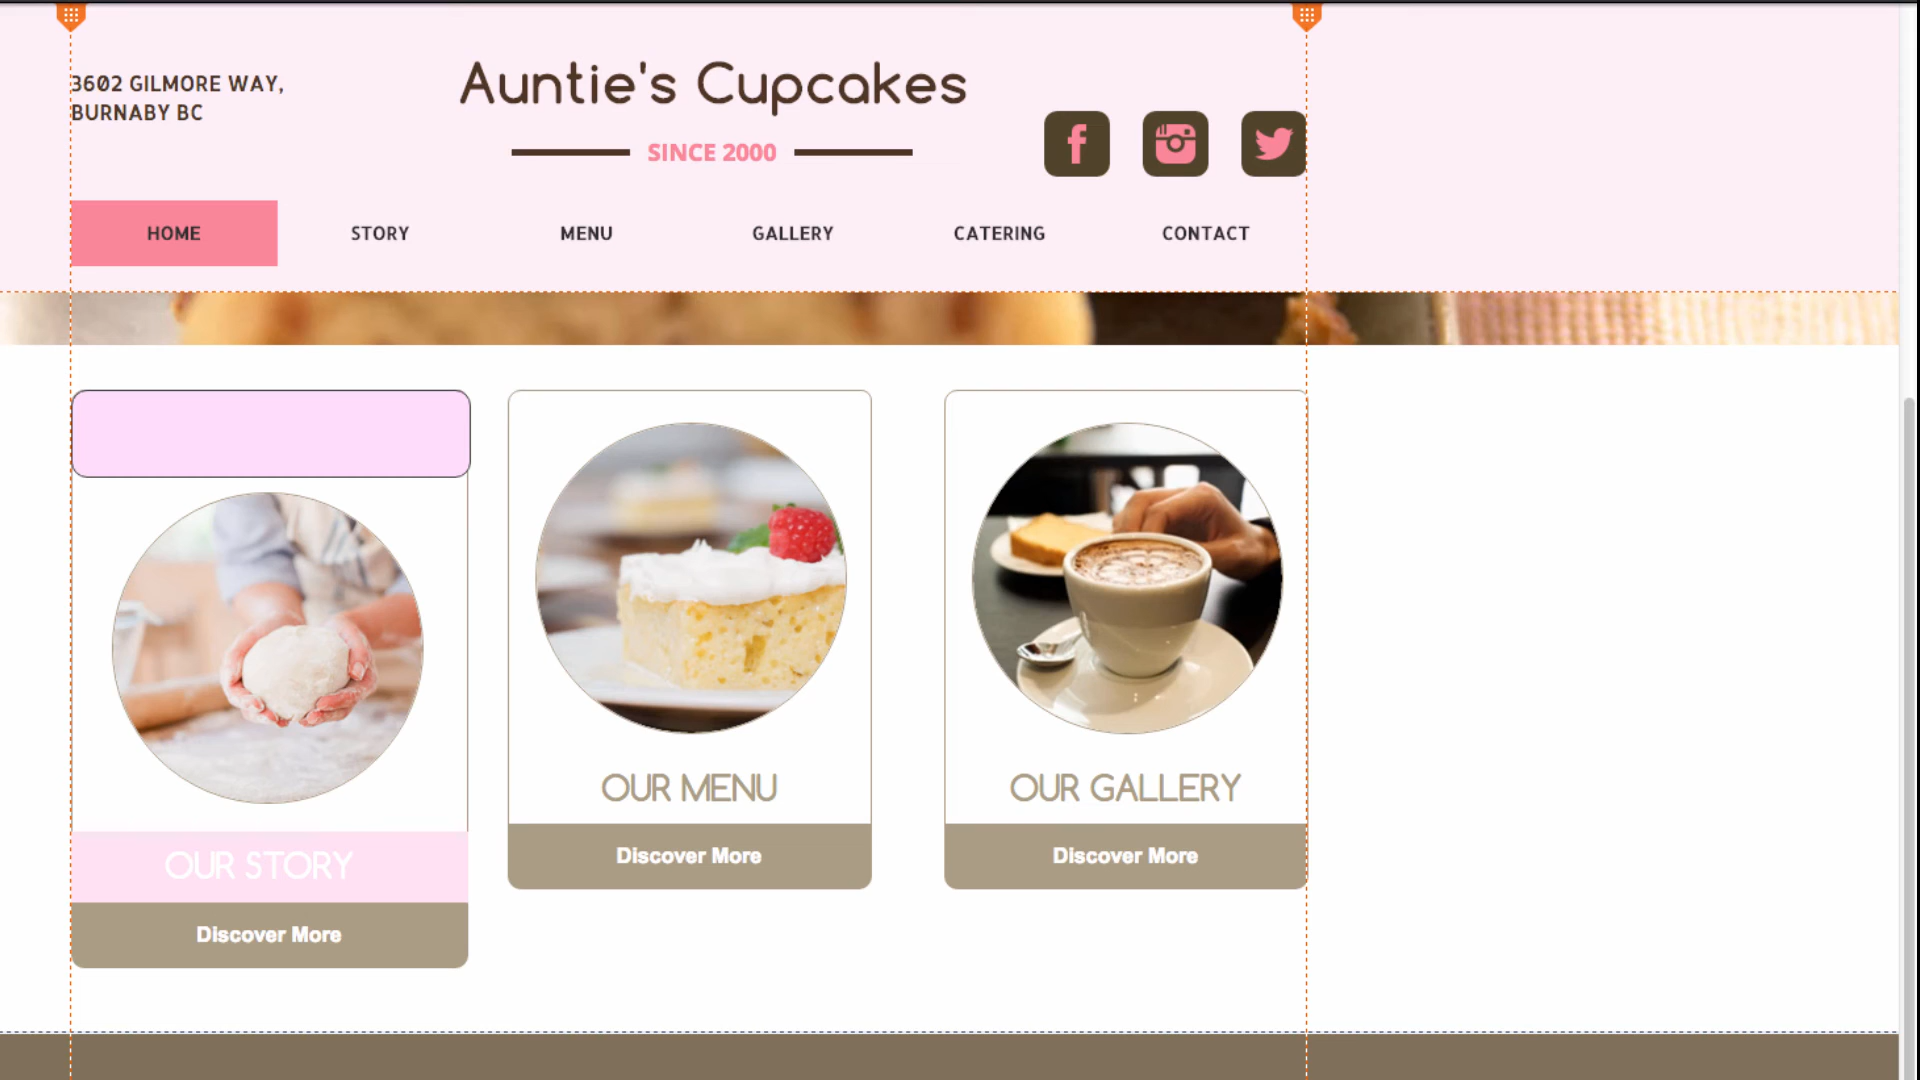 3602 GILMORE WAY,
BURNABY BC
Auntie's Cupcakes
SINCE 2000
HOME
STORY
MENU
GALLERY
CATERING
CONTACT
OUR STORY
Discover More
OUR MENU
Discover More
OUR GALLERY
Discover More